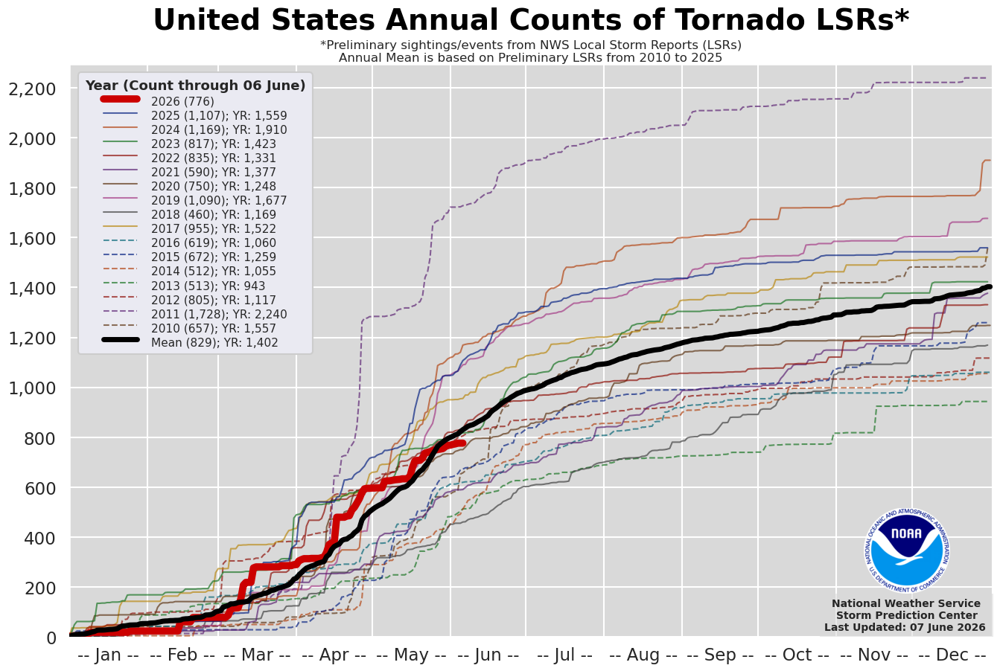 United States Annual Counts of Tornado LSRs*
*Preliminary sightings/events from NWS Local Storm Reports (LSRs)
Annual Mean is based on Preliminary LSRs from 2010 to 2025
Year (Count through 06 June)
2026 (776)
2025 (1,107); YR: 1,559
2024 (1,169); YR: 1,910
2023 (817); YR: 1,423
2022 (835); YR: 1,331
2021 (590); YR: 1,377
2020 (750); YR: 1,248
2019 (1,090); YR: 1,677
2018 (460); YR: 1,169
2017 (955); YR: 1,522
2016 (619); YR: 1,060
2015 (672); YR: 1,259
2014 (512); YR: 1,055
2013 (513); YR: 943
2012 (805); YR: 1,117
2011 (1,728); YR: 2,240
2010 (657); YR: 1,557
Mean (829); YR: 1,402
2,200
2,000
1,800
1,600
1,400
1,200
1,000
800
600
400
200
0
-- Jan -- -- Feb -- -- Mar -- -- Apr -- -- May -- -- Jun -- -- Jul -- -- Aug -- -- Sep -- -- Oct -- -- Nov -- -- Dec --
NATIONAL OCEANIC AND ATMOSPHERIC ADMINISTRATION
NOAA
U.S. DEPARTMENT OF COMMERCE
National Weather Service
Storm Prediction Center
Last Updated: 07 June 2026